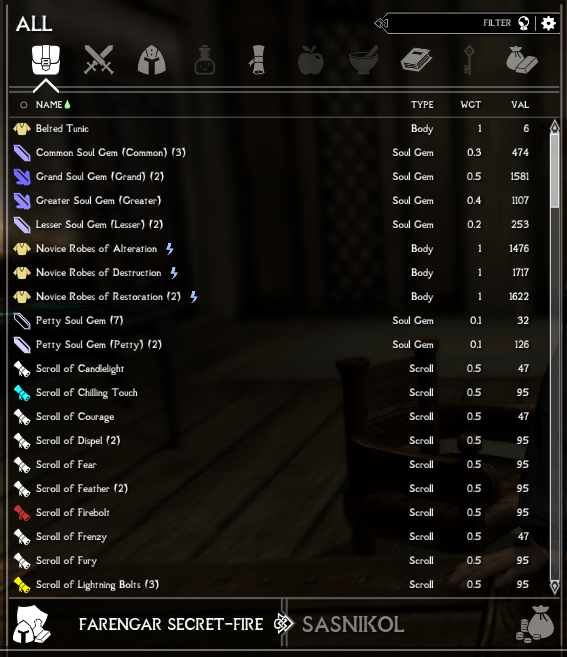 ALL
FILTER
NAME TYPE WGT VAL
Belted Tunic Body 1 6
Common Soul Gem (Common) (3) Soul Gem 0.3 474
Grand Soul Gem (Grand) (2) Soul Gem 0.5 1581
Greater Soul Gem (Greater) Soul Gem 0.4 1107
Lesser Soul Gem (Lesser) (2) Soul Gem 0.2 253
Novice Robes of Alteration Body 1 1476
Novice Robes of Destruction Body 1 1717
Novice Robes of Restoration (2) Body 1 1622
Petty Soul Gem (7) Soul Gem 0.1 32
Petty Soul Gem (Petty) (2) Soul Gem 0.1 126
Scroll of Candlelight Scroll 0.5 47
Scroll of Chilling Touch Scroll 0.5 95
Scroll of Courage Scroll 0.5 47
Scroll of Dispel (2) Scroll 0.5 95
Scroll of Fear Scroll 0.5 95
Scroll of Feather (2) Scroll 0.5 95
Scroll of Firebolt Scroll 0.5 95
Scroll of Frenzy Scroll 0.5 47
Scroll of Fury Scroll 0.5 95
Scroll of Lightning Bolts (3) Scroll 0.5 95
FARENGAR SECRET-FIRE SASNIKOL